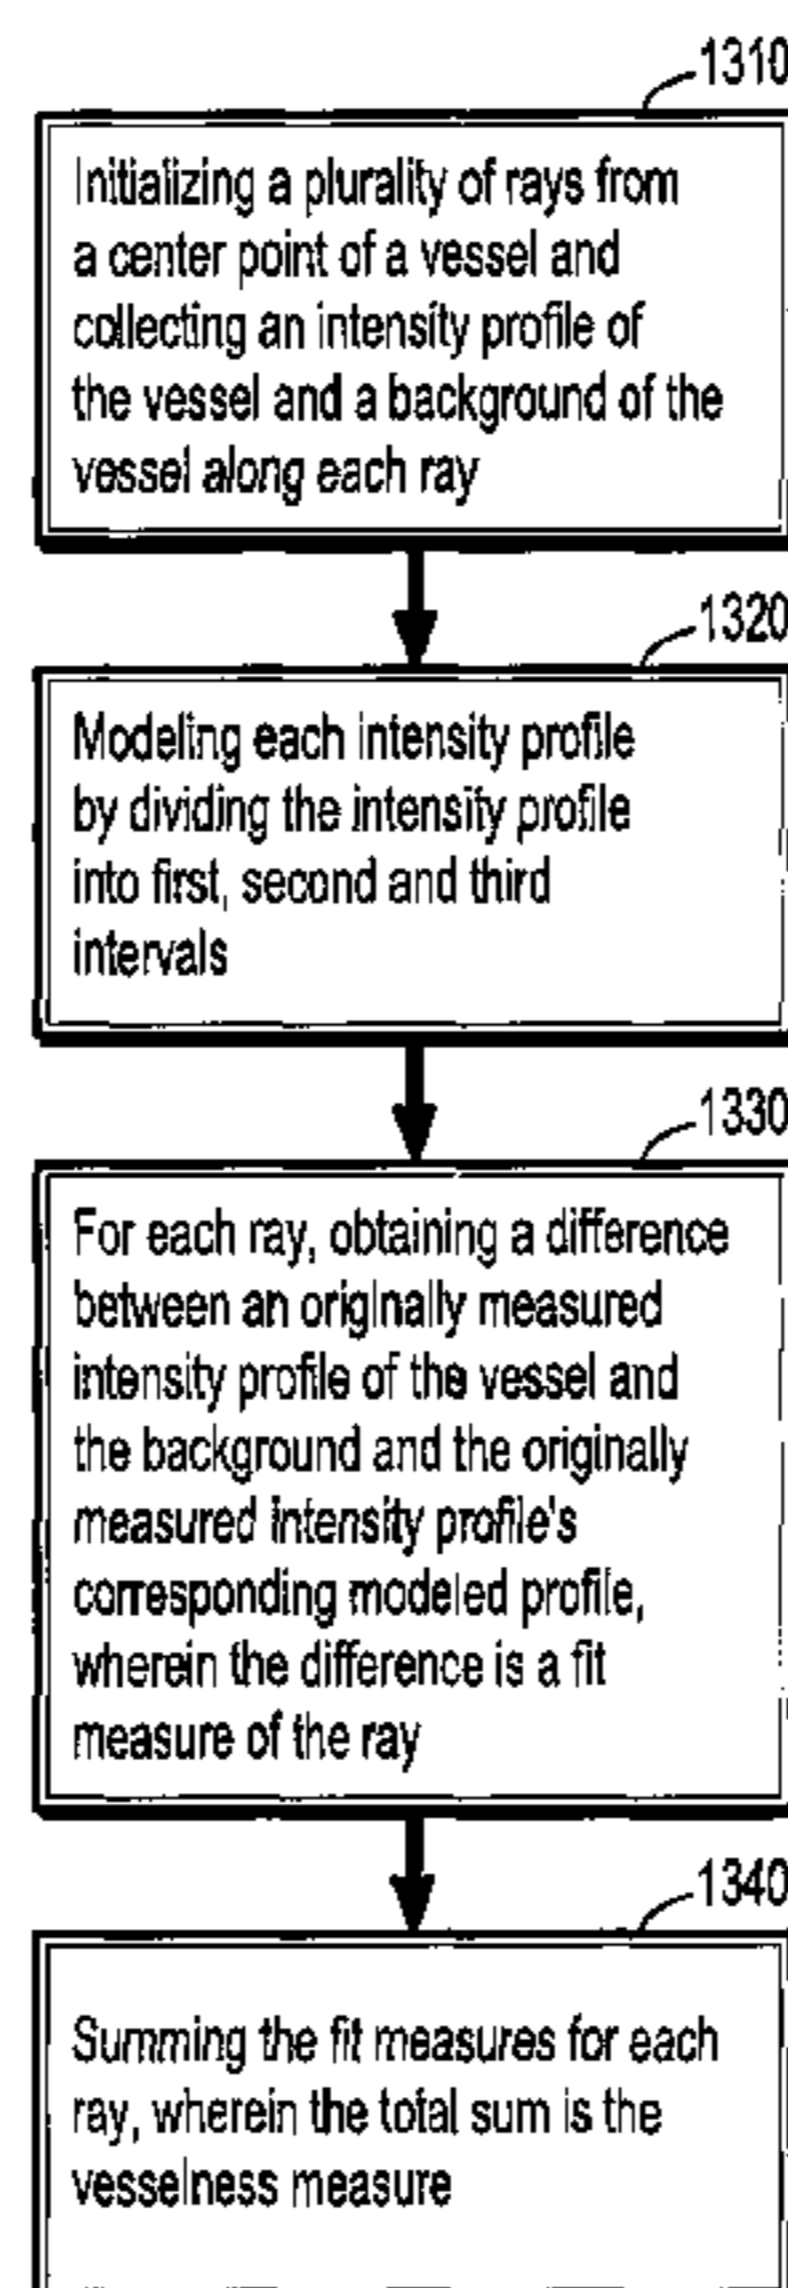 1310
Initializing a plurality of rays from
a center point of a vessel and
collecting an intensity profile of
the vessel and a background of the
vessel along each ray
1320
Modeling each intensity profile
by dividing the intensity profile
into first, second and third
intervals
1330
For each ray, obtaining a difference
between an originally measured
intensity profile of the vessel and
the background and the originally
measured intensity profile's
corresponding modeled profile,
wherein the difference is a fit
measure of the ray
1340
Summing the fit measures for each
ray, wherein the total sum is the
vesselness measure